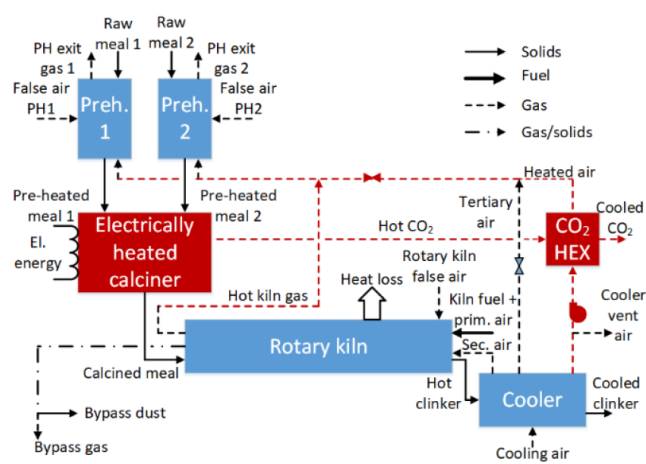 Raw
meal 1
Raw
meal 2
PH exit
gas 1
PH exit
gas 2
False air
PH1
Preh.
1
Preh.
2
False air
PH2
Solids
Fuel
Gas
Gas/solids
Heated air
Pre-heated
meal 1
Pre-heated
meal 2
Tertiary
air
El.
energy
Electrically
heated
calciner
Hot CO2
CO2
HEX
Cooled
CO2
Rotary kiln
false air
Heat loss
Hot kiln gas
Kiln fuel +
prim. air
Cooler
vent
air
Rotary kiln
Sec. air
Calcined meal
Hot
clinker
Cooler
Cooled
clinker
Bypass dust
Bypass gas
Cooling air